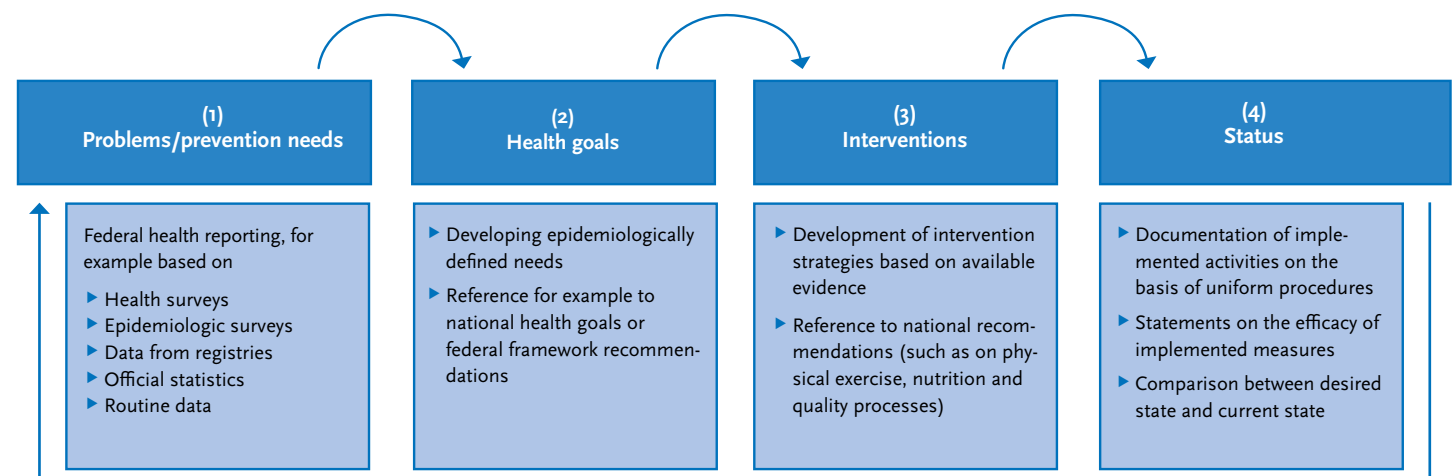 (1)
Problems/prevention needs
Federal health reporting, for
example based on
▶ Health surveys
▶ Epidemiologic surveys
▶ Data from registries
▶ Official statistics
▶ Routine data
(2)
Health goals
▶ Developing epidemiologically
defined needs
▶ Reference for example to
national health goals or
federal framework recommen-
dations
(3)
Interventions
▶ Development of intervention
strategies based on available
evidence
▶ Reference to national recom-
mendations (such as on phy-
sical exercise, nutrition and
quality processes)
(4)
Status
▶ Documentation of imple-
mented activities on the
basis of uniform procedures
▶ Statements on the efficacy of
implemented measures
▶ Comparison between desired
state and current state